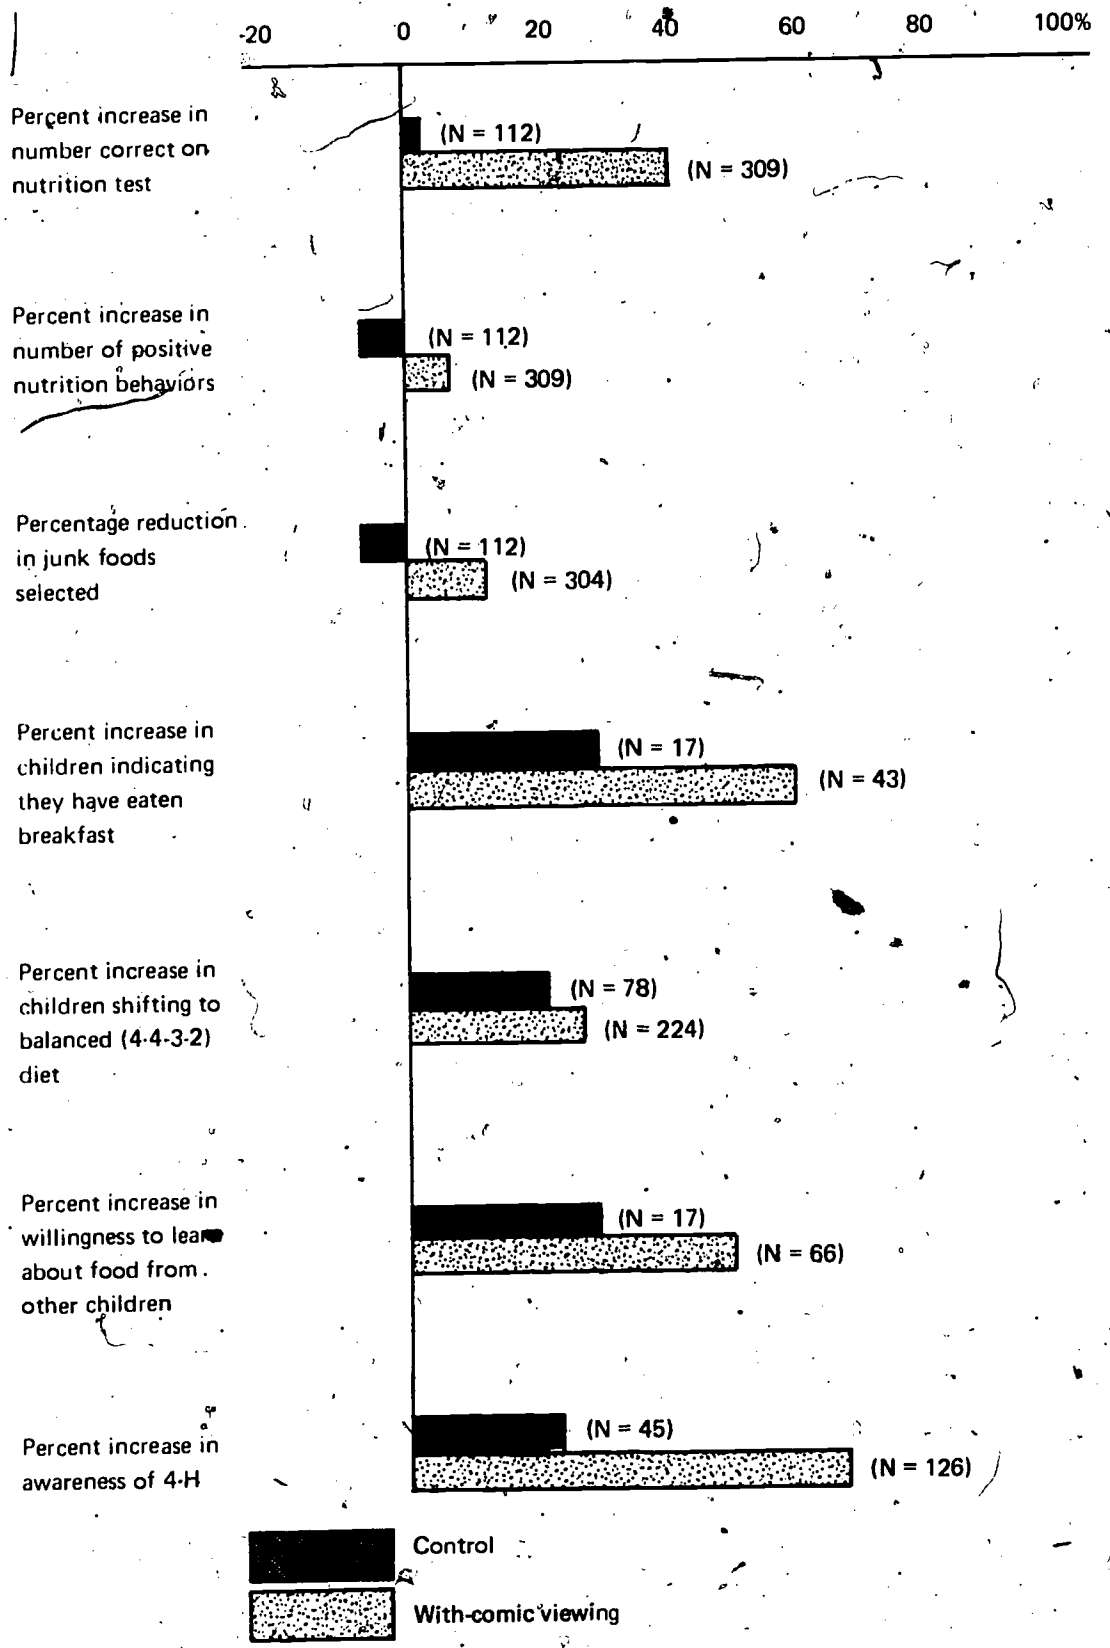 -20 0 20 40 60 80 100%
Percent increase in
number correct on
nutrition test
(N = 112)
(N = 309)
Percent increase in
number of positive
nutrition behaviors
(N = 112)
(N = 309)
Percentage reduction
in junk foods
selected
(N = 112)
(N = 304)
Percent increase in
children indicating
they have eaten
breakfast
(N = 17)
(N = 43)
Percent increase in
children shifting to
balanced (4-4-3-2)
diet
(N = 78)
(N = 224)
Percent increase in
willingness to learn
about food from
other children
(N = 17)
(N = 66)
Percent increase in
awareness of 4-H
(N = 45)
(N = 126)
Control
With-comic viewing